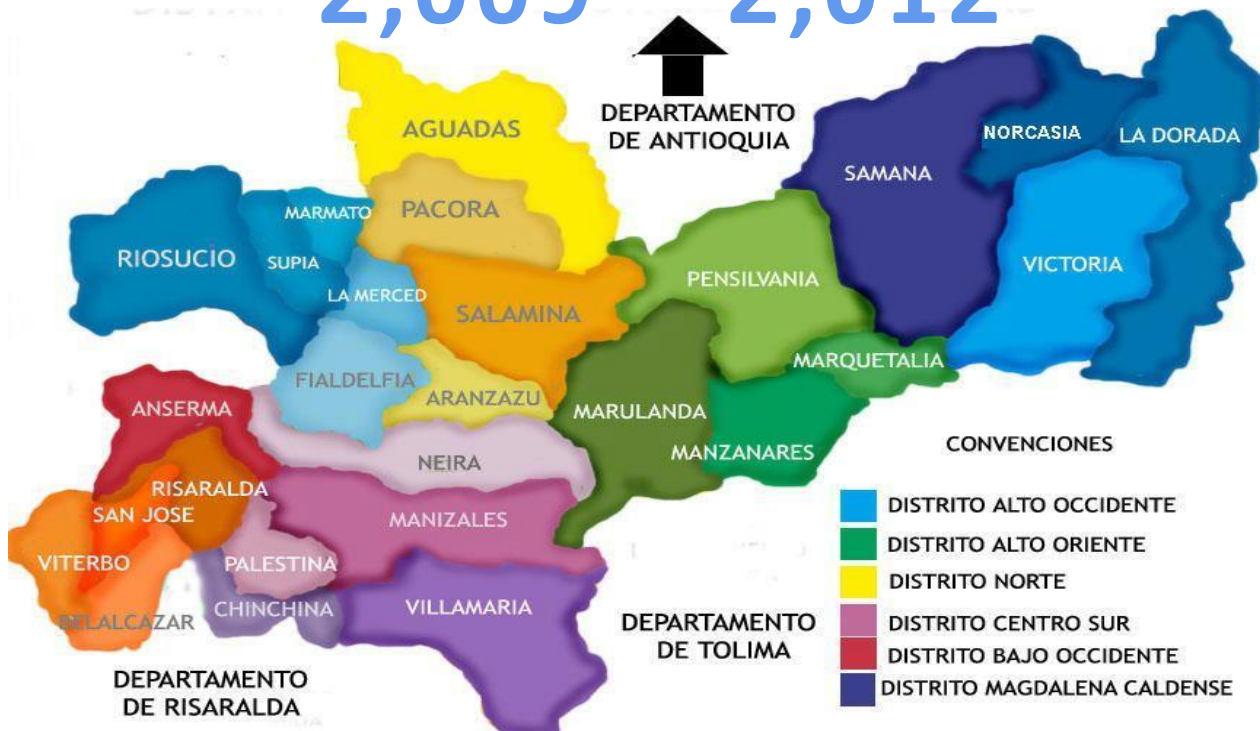 2,009 2,012
DEPARTAMENTO
DE ANTIOQUIA
AGUADAS
NORCASIA
LA DORADA
SAMANA
PACORA
MARMATO
RIOSUCIO
SUPIA
VICTORIA
PENSILVANIA
LA MERCED
SALAMINA
MARQUETALIA
FIALDELFIA
ARANZAZU
ANSERMA
MARULANDA
MANZANARES
NEIRA
RISARALDA
SAN JOSE
MANIZALES
VITERBO
PALESTINA
CHINCHINA
VILLAMARIA
BELALCAZAR
DEPARTAMENTO
DE TOLIMA
DEPARTAMENTO
DE RISARALDA
CONVENCIONES
DISTRITO ALTO OCCIDENTE
DISTRITO ALTO ORIENTE
DISTRITO NORTE
DISTRITO CENTRO SUR
DISTRITO BAJO OCCIDENTE
DISTRITO MAGDALENA CALDENSE